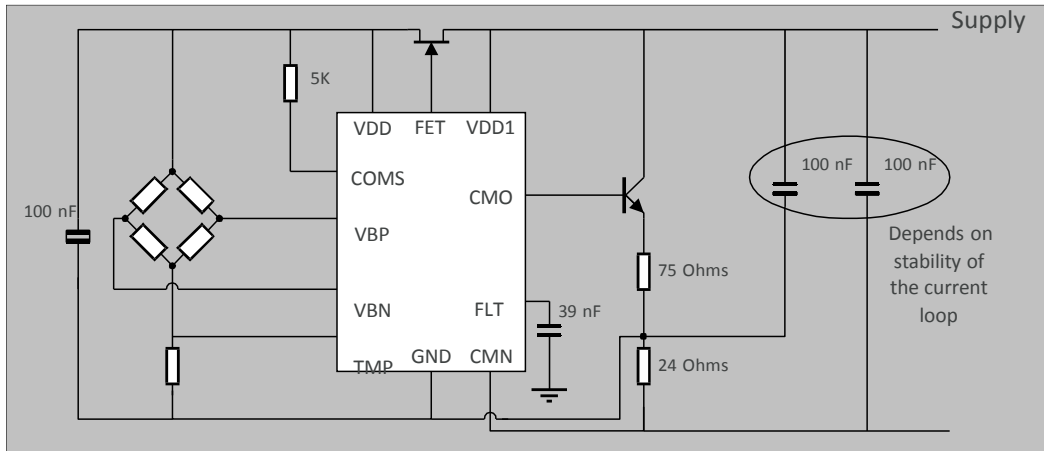 Supply
5K
VDD FET VDD1
COMS
CMO
100 nF 100 nF
100 nF
VBP
Depends on
stability of
the current
loop
75 Ohms
VBN FLT
39 nF
TMP GND CMN
24 Ohms